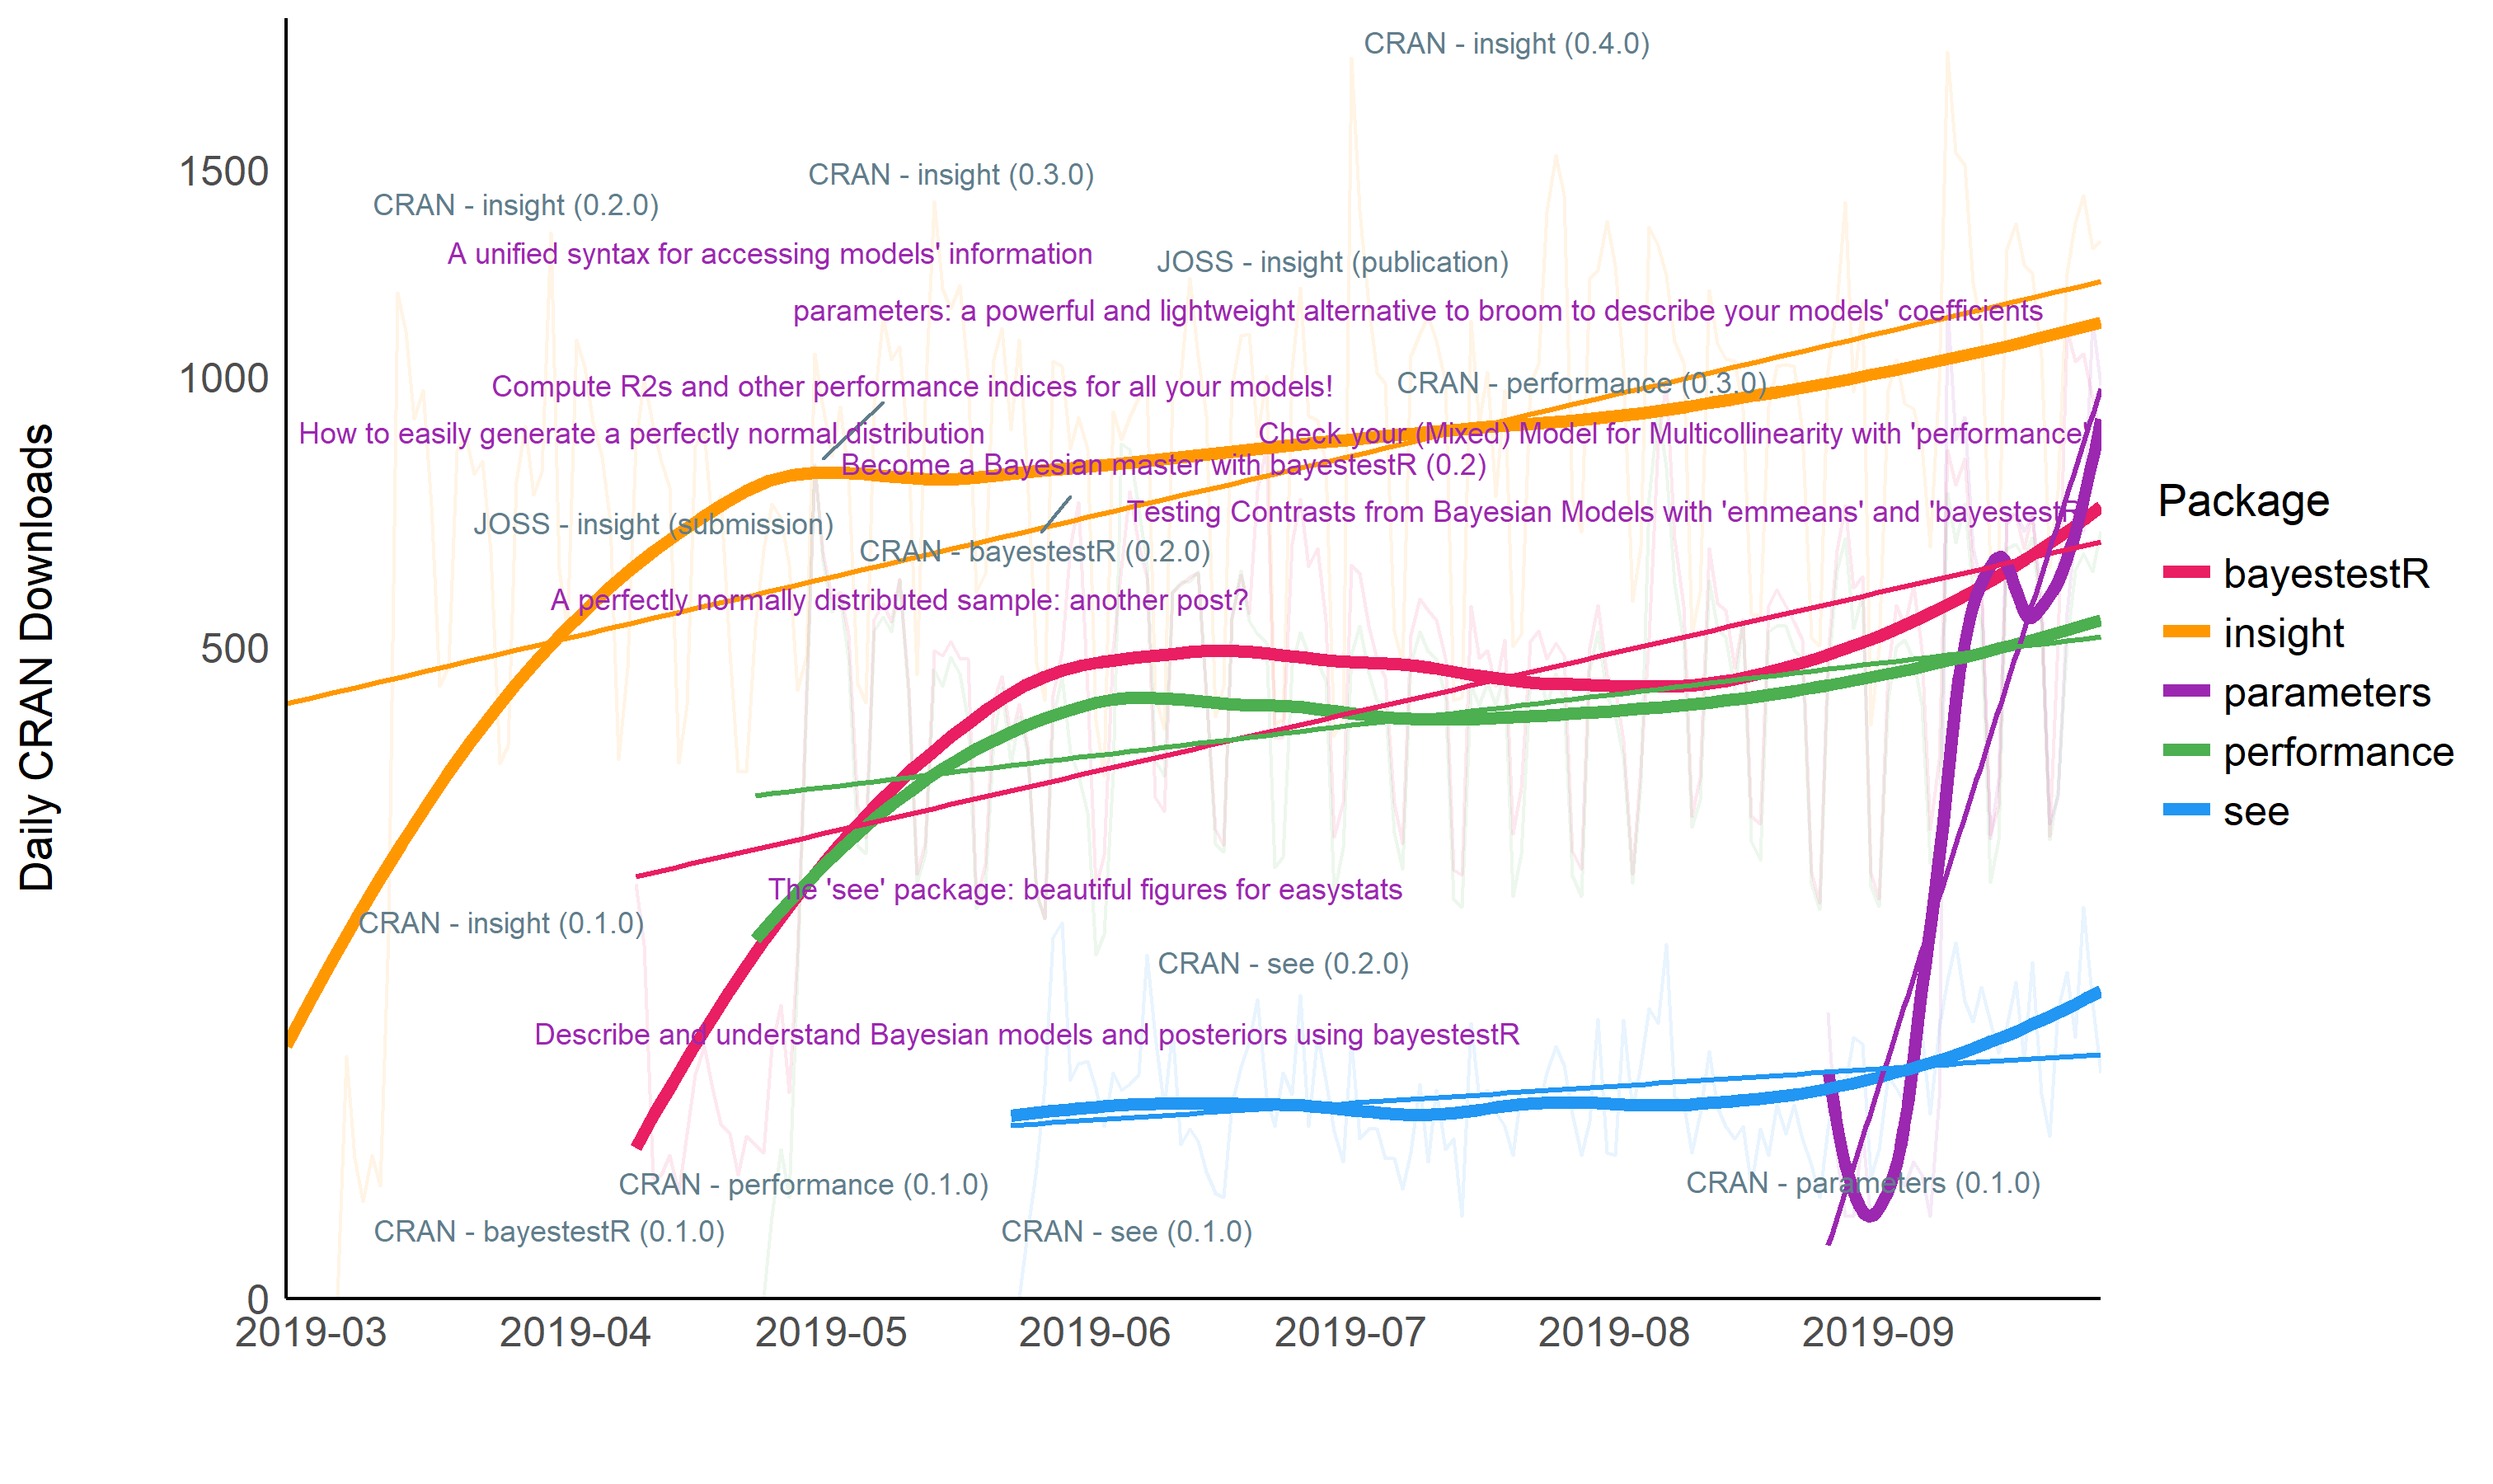 CRAN - insight (0.4.0)
1500
CRAN - insight (0.3.0)
CRAN - insight (0.2.0)
A unified syntax for accessing models' information
JOSS - insight (publication)
parameters: a powerful and lightweight alternative to broom to describe your models' coefficients
1000
Compute R2s and other performance indices for all your models!
CRAN - performance (0.3.0)
How to easily generate a perfectly normal distribution
Check your (Mixed) Model for Multicollinearity with 'performance'
Become a Bayesian master with bayestestR (0.2)
JOSS - insight (submission)
Testing Contrasts from Bayesian Models with 'emmeans' and 'bayestestR'
CRAN - bayestestR (0.2.0)
A perfectly normally distributed sample: another post?
500
Daily CRAN Downloads
The 'see' package: beautiful figures for easystats
CRAN - insight (0.1.0)
CRAN - see (0.2.0)
Describe and understand Bayesian models and posteriors using bayestestR
CRAN - performance (0.1.0)
CRAN - parameters (0.1.0)
CRAN - bayestestR (0.1.0)
CRAN - see (0.1.0)
0
2019-03
2019-04
2019-05
2019-06
2019-07
2019-08
2019-09
Package
bayestestR
insight
parameters
performance
see